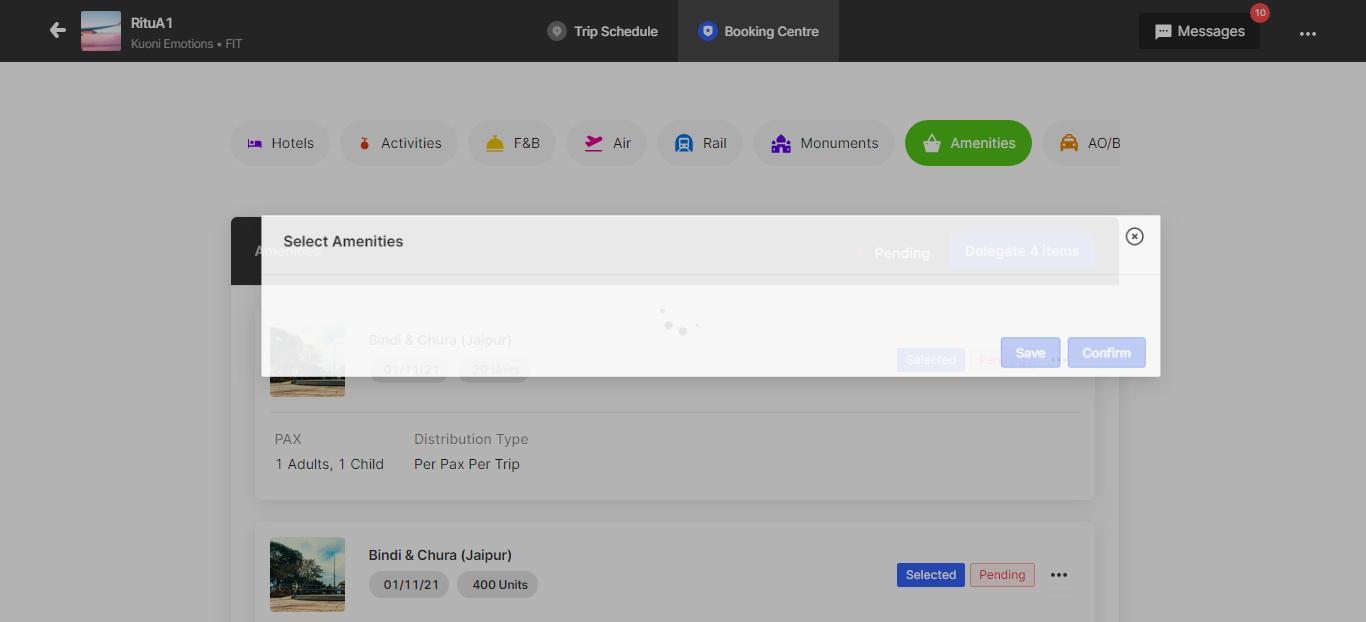 RituA1
Kuoni Emotions • FIT
Trip Schedule
Booking Centre
Messages
10
Hotels
Activities
F&B
Air
Rail
Monuments
Amenities
AO/B
Select Amenities
Amenities
Pending
Delegate 4 items
Bindi & Chura (Jaipur)
01/11/21
20 Units
Selected
Save
Confirm
PAX
Distribution Type
1 Adults, 1 Child
Per Pax Per Trip
Bindi & Chura (Jaipur)
01/11/21
400 Units
Selected
Pending